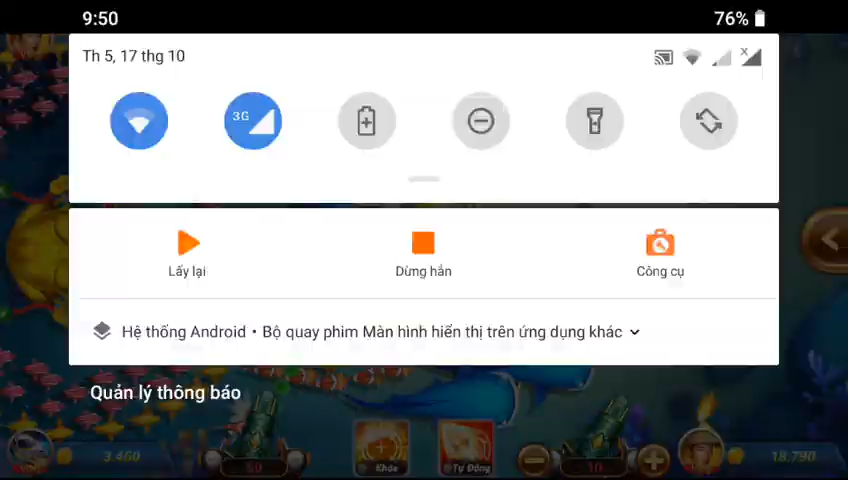 9:50
76%
Th 5, 17 thg 10
3G
Lấy lại
Dừng hẳn
Công cụ
Hệ thống Android • Bộ quay phim Màn hình hiển thị trên ứng dụng khác
Quản lý thông báo
3.460
50
Khóa
Tự Động
10
18.790